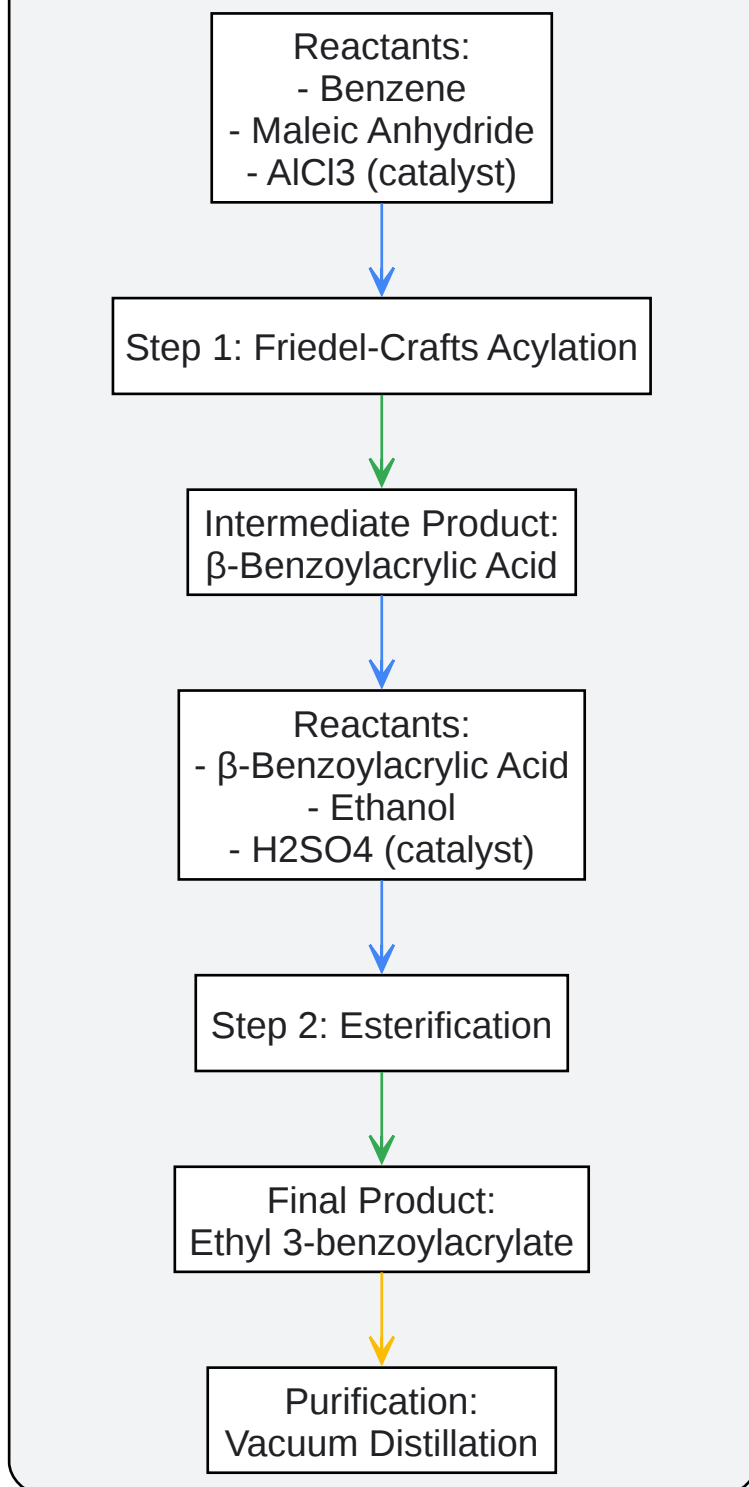 Reactants:
- Benzene
- Maleic Anhydride
- AlCl3 (catalyst)
Step 1: Friedel-Crafts Acylation
Intermediate Product:
β-Benzoylacrylic Acid
Reactants:
- β-Benzoylacrylic Acid
- Ethanol
- H2SO4 (catalyst)
Step 2: Esterification
Final Product:
Ethyl 3-benzoylacrylate
Purification:
Vacuum Distillation